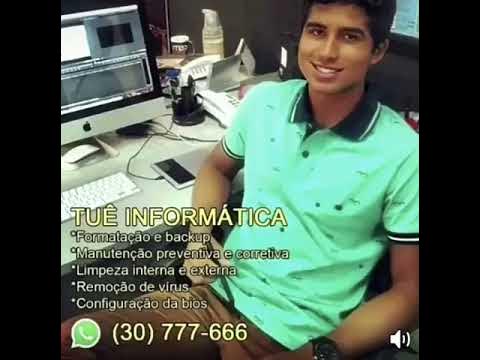 TUÊ INFORMÁTICA
*Formatação e backup
*Manutenção preventiva e corretiva
*Limpeza interna e externa
*Remoção de vírus
*Configuração da bios
(30) 777-666